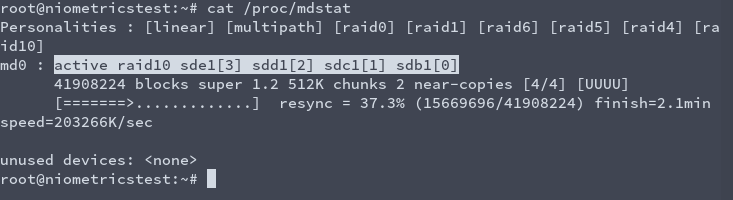 root@niometricstest:~# cat /proc/mdstat
Personalities : [linear] [multipath] [raid0] [raid1] [raid6] [raid5] [raid4] [ra
id10]
md0 : active raid10 sde1[3] sdd1[2] sdc1[1] sdb1[0]
41908224 blocks super 1.2 512K chunks 2 near-copies [4/4] [UUUU]
[=======>.............] resync = 37.3% (15669696/41908224) finish=2.1min
speed=203266K/sec
unused devices: <none>
root@niometricstest:~#